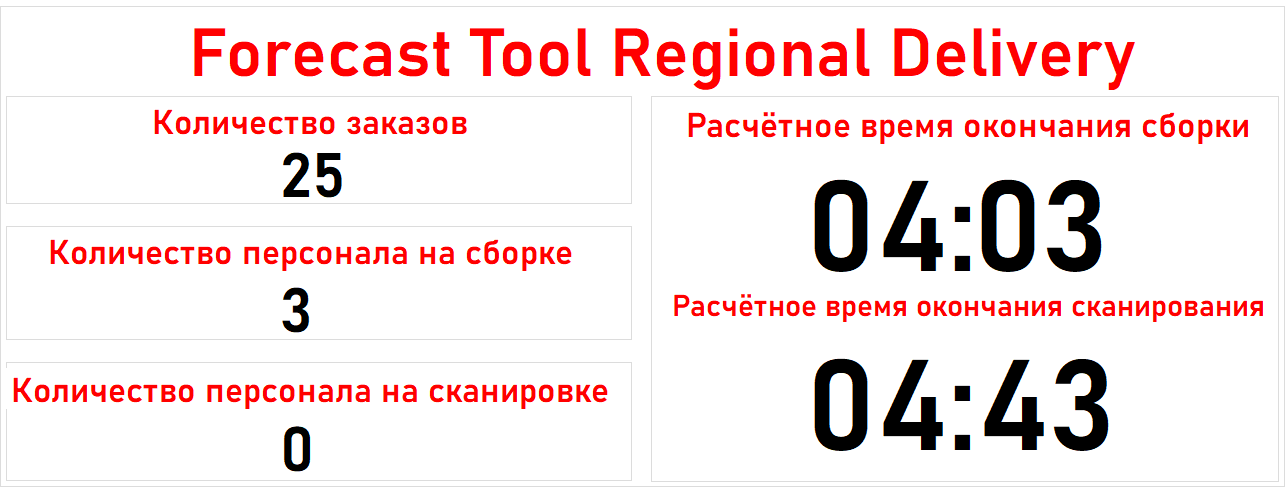 Forecast Tool Regional Delivery
Количество заказов
25
Количество персонала на сборке
3
Количество персонала на сканировке
0
Расчётное время окончания сборки
04:03
Расчётное время окончания сканирования
04:43